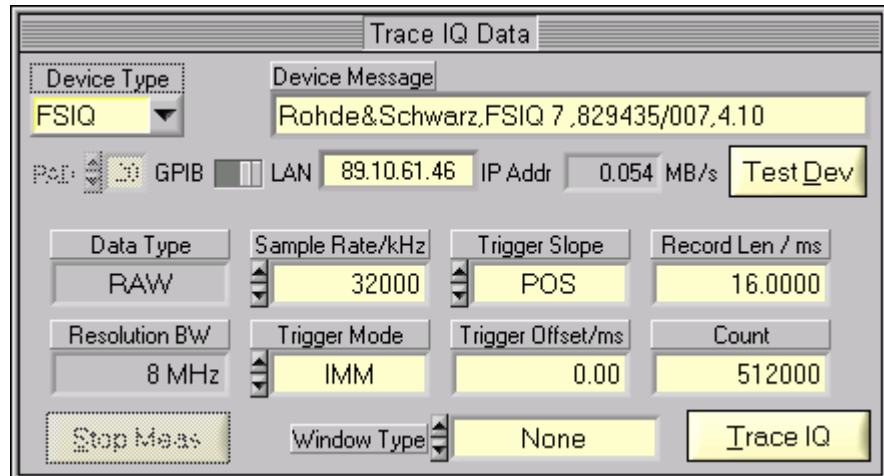 Trace IQ Data
Device Type
Device Message
FSIQ
Rohde&Schwarz,FSIQ 7 ,829435/007,4.10
PAD 20 GPIB LAN 89.10.61.46 IP Addr 0.054 MB/s Test Dev
Data Type Sample Rate/kHz Trigger Slope Record Len / ms
RAW 32000 POS 16.0000
Resolution BW Trigger Mode Trigger Offset/ms Count
8 MHz IMM 0.00 512000
Stop Meas Window Type None Trace IQ